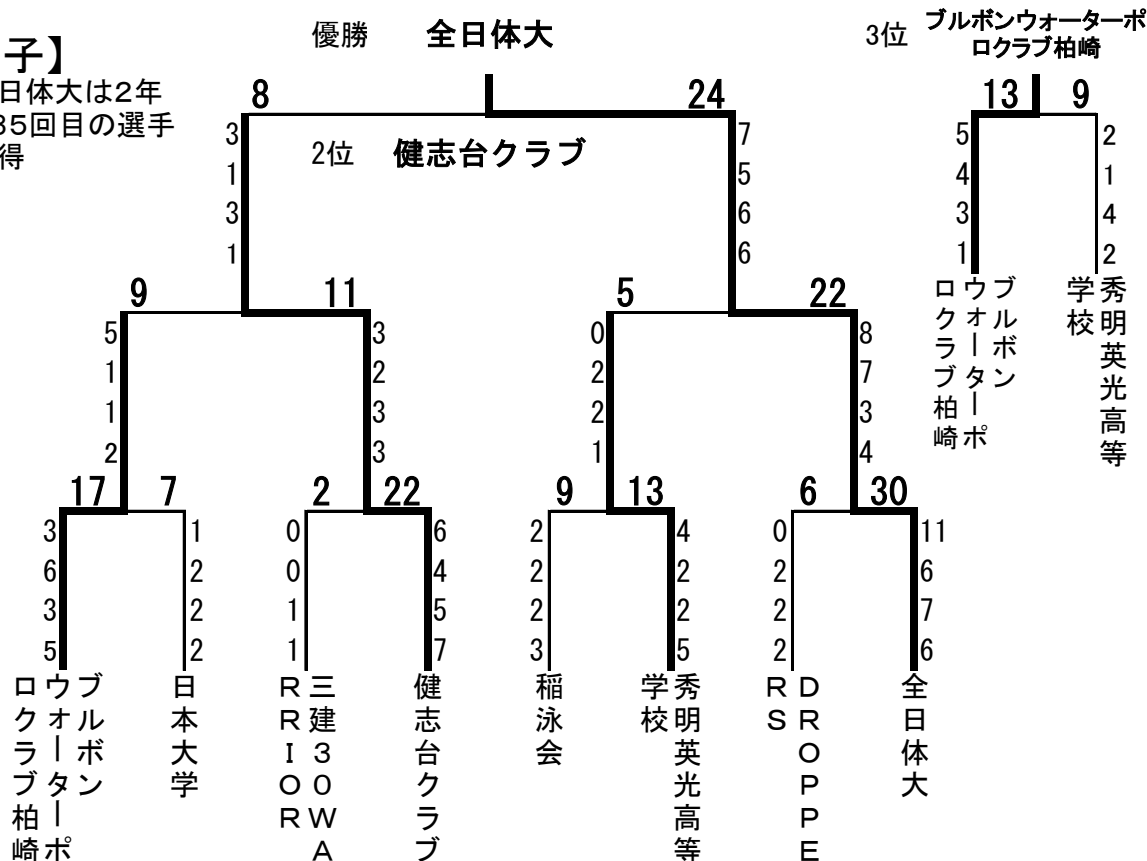 優勝 全日体大
3位 ブルボンウォーターポ
ロクラブ柏崎
子】
日体大は2年
35回目の選手
得
8 24
13 9
2位 健志台クラブ
3 7
1 5
3 6
1 6
5 2
4 1
3 4
1 2
ブルボン
ウォーターポ
ロクラブ柏崎
秀明英光高等
学校
9 11
5 22
5 3
1 2
1 3
2 3
0 8
2 7
2 3
1 4
17 7
2 22
9 13
6 30
3 1
6 2
3 2
5 2
0 6
0 4
1 5
1 7
2 4
2 2
2 2
3 5
0 11
2 6
2 7
2 6
ブルボン
ウォーターポ
ロクラブ柏崎
日本大学
三建30WA
RRIOR
健志台クラブ
稲泳会
秀明英光高等
学校
DROPPE
RS
全日体大